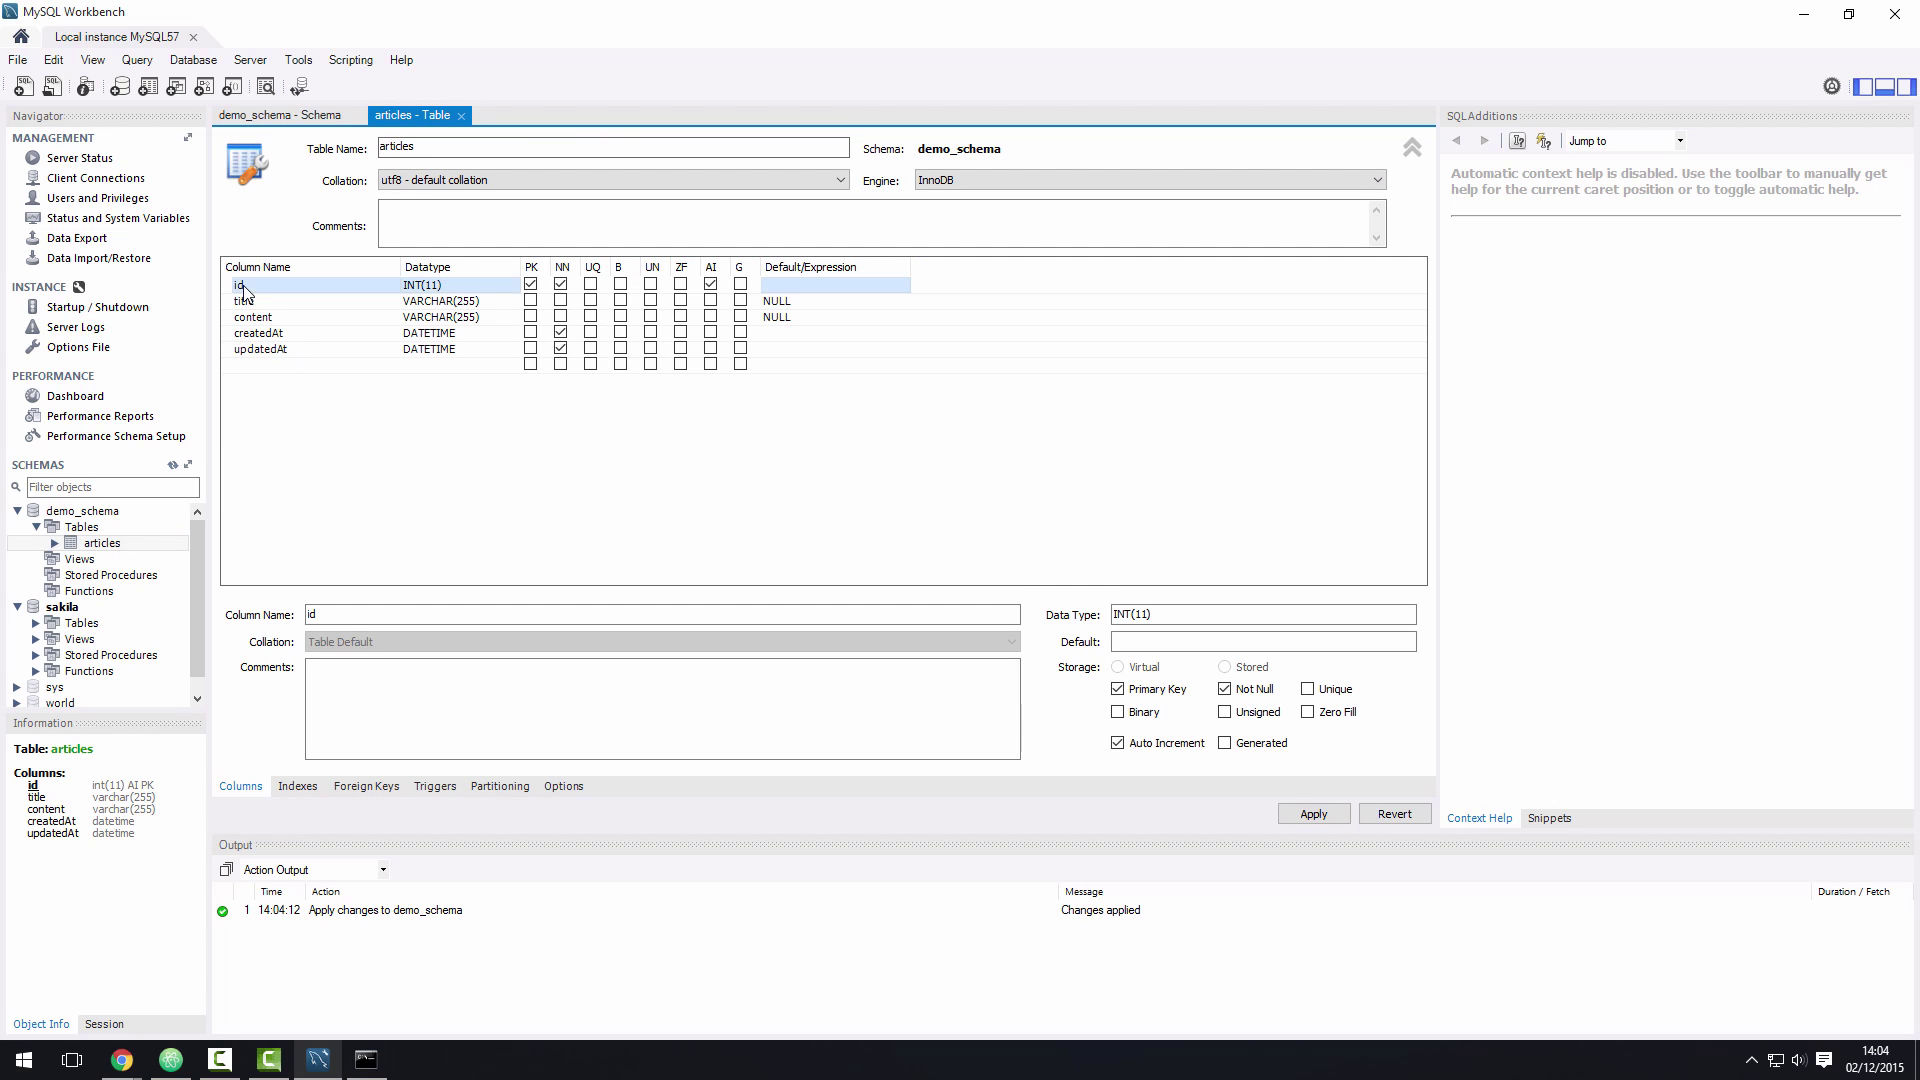 MySQL Workbench
Local instance MySQL57
File Edit View Query Database Server Tools Scripting Help
Navigator
MANAGEMENT
Server Status
Client Connections
Users and Privileges
Status and System Variables
Data Export
Data Import/Restore
INSTANCE
Startup / Shutdown
Server Logs
Options File
PERFORMANCE
Dashboard
Performance Reports
Performance Schema Setup
SCHEMAS
Filter objects
demo_schema
Tables
articles
Views
Stored Procedures
Functions
sakila
Tables
Views
Stored Procedures
Functions
sys
world
Information
Table: articles
Columns:
id int(11) AI PK
title varchar(255)
content varchar(255)
createdAt datetime
updatedAt datetime
Object Info Session
demo_schema - Schema articles - Table
Table Name: articles Schema: demo_schema
Collation: utf8 - default collation Engine: InnoDB
Comments:
Column Name Datatype PK NN UQ B UN ZF AI G Default/Expression
id INT(11)
title VARCHAR(255) NULL
content VARCHAR(255) NULL
createdAt DATETIME
updatedAt DATETIME
Column Name: id Data Type: INT(11)
Collation: Table Default Default:
Comments: Storage: Virtual Stored
Primary Key Not Null Unique
Binary Unsigned Zero Fill
Auto Increment Generated
Columns Indexes Foreign Keys Triggers Partitioning Options
Apply Revert
Output
Action Output
Time Action Message Duration / Fetch
1 14:04:12 Apply changes to demo_schema Changes applied
SQLAdditions
Jump to
Automatic context help is disabled. Use the toolbar to manually get
help for the current caret position or to toggle automatic help.
Context Help Snippets
14:04
02/12/2015